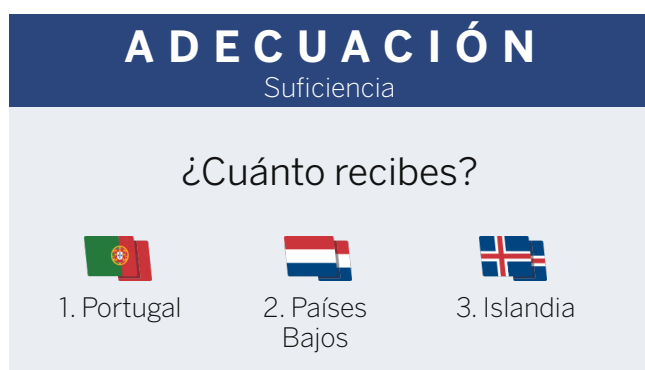 ADECUACIÓN
Suficiencia
¿Cuánto recibes?
1. Portugal
2. Países
Bajos
3. Islandia